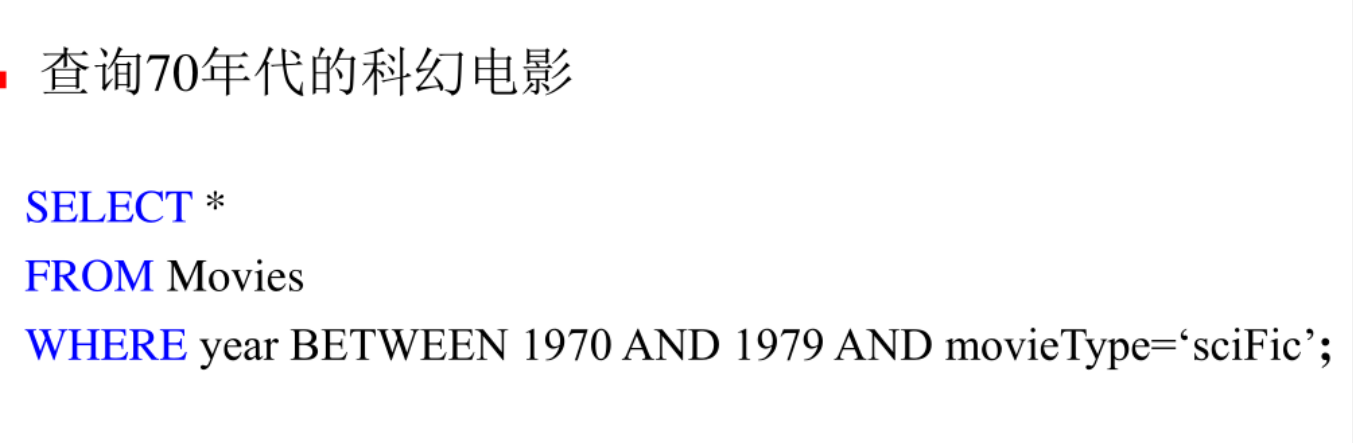 查询70年代的科幻电影
SELECT *
FROM Movies
WHERE year BETWEEN 1970 AND 1979 AND movieType=‘sciFic’;